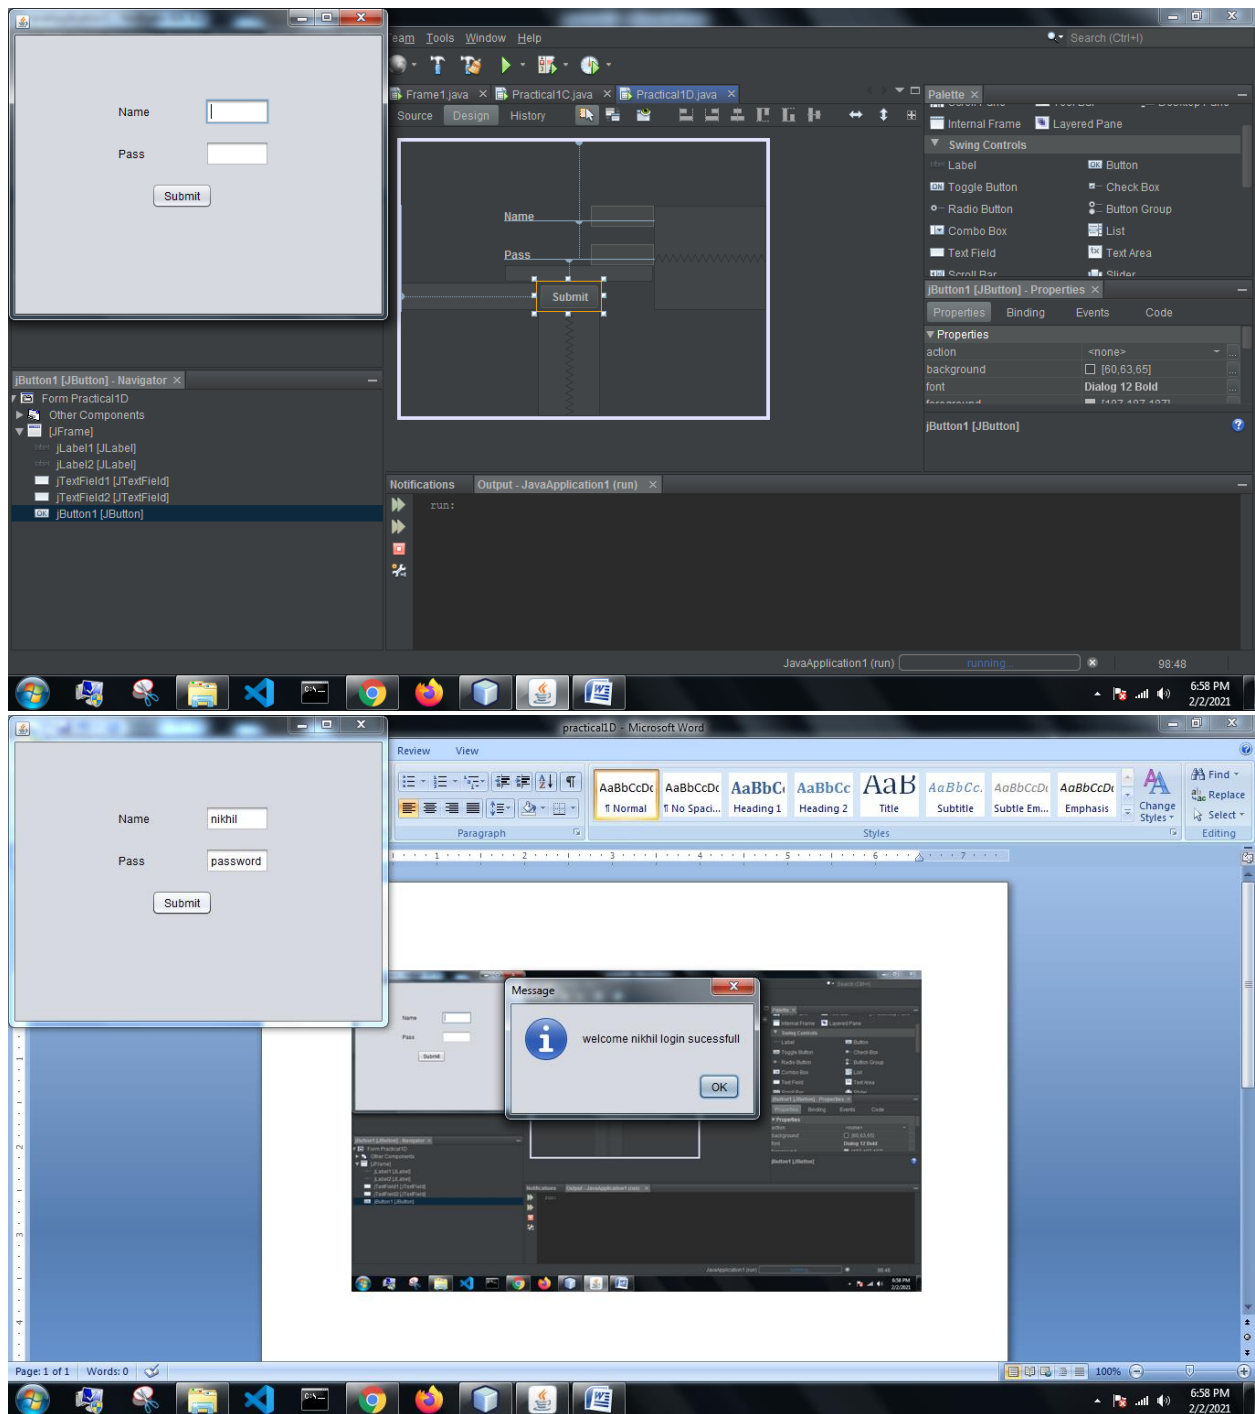 eam Tools Window Help
Search (Ctrl+I)
Frame1.java
Practical1C.java
Practical1D.java
Palette
Source Design History
Internal Frame
Layered Pane
Swing Controls
Label
Button
Toggle Button
Check Box
Radio Button
Button Group
Combo Box
List
Text Field
Text Area
Scroll Bar
Slider
Name
Pass
Submit
Name
Pass
Submit
jButton1 [JButton] - Properties
Properties Binding Events Code
Properties
action <none>
background [60,63,65]
font Dialog 12 Bold
foreground [187,187,187]
jButton1 [JButton]
jButton1 [JButton] - Navigator
Form Practical1D
Other Components
[JFrame]
jLabel1 [JLabel]
jLabel2 [JLabel]
jTextField1 [JTextField]
jTextField2 [JTextField]
jButton1 [JButton]
Notifications
Output - JavaApplication1 (run)
run:
JavaApplication1 (run)
running...
98:48
6:58 PM
2/2/2021
practical1D - Microsoft Word
Review View
AaBbCcDc AaBbCcDc AaBbC AaBbCc AaB AaBbCc. AaBbCcDc AaBbCcDc
¶ Normal ¶ No Spaci... Heading 1 Heading 2 Title Subtitle Subtle Em... Emphasis
Change Styles
Find
Replace
Select
Paragraph Styles Editing
Name nikhil
Pass password
Submit
Message
welcome nikhil login sucessfull
OK
Page: 1 of 1 Words: 0
100%
6:58 PM
2/2/2021